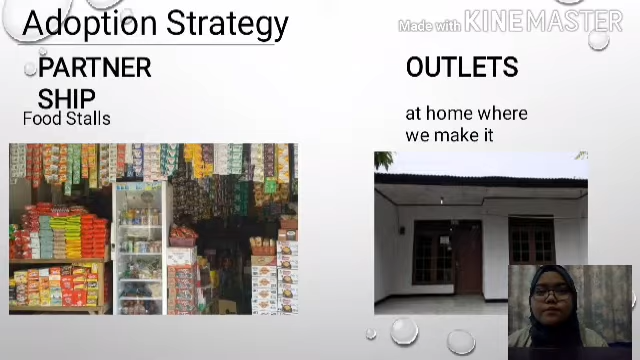 Adoption Strategy
Made with KINEMASTER
PARTNER
SHIP
Food Stalls
OUTLETS
at home where
we make it